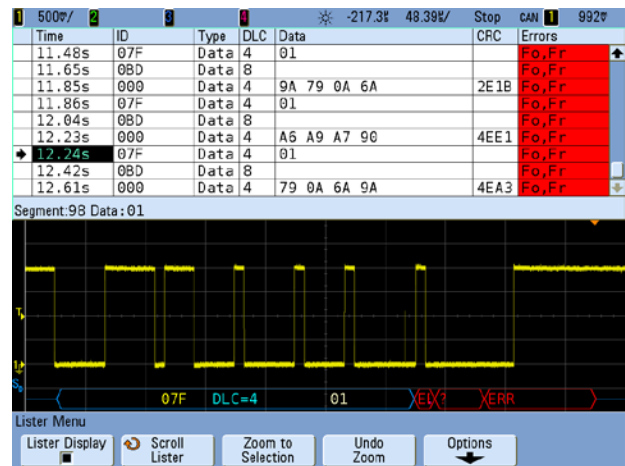 1 500▽/ 2 3 4 -217.3% 48.39%/ Stop CAN 1 992▽
Time ID Type DLC Data CRC Errors
11.48s 07F Data 4 01 Fo,Fr
11.65s 0BD Data 8 Fo,Fr
11.85s 000 Data 4 9A 79 0A 6A 2E1B Fo,Fr
11.86s 07F Data 4 01 Fo,Fr
12.04s 0BD Data 8 Fo,Fr
12.23s 000 Data 4 A6 A9 A7 90 4EE1 Fo,Fr
12.24s 07F Data 4 01 Fo,Fr
12.42s 0BD Data 8 Fo,Fr
12.61s 000 Data 4 79 0A 6A 9A 4EA3 Fo,Fr
Segment:98 Data:01
T
07F DLC=4 01 ? ERR
Lister Menu
Lister Display Scroll Lister Zoom to Selection Undo Zoom Options